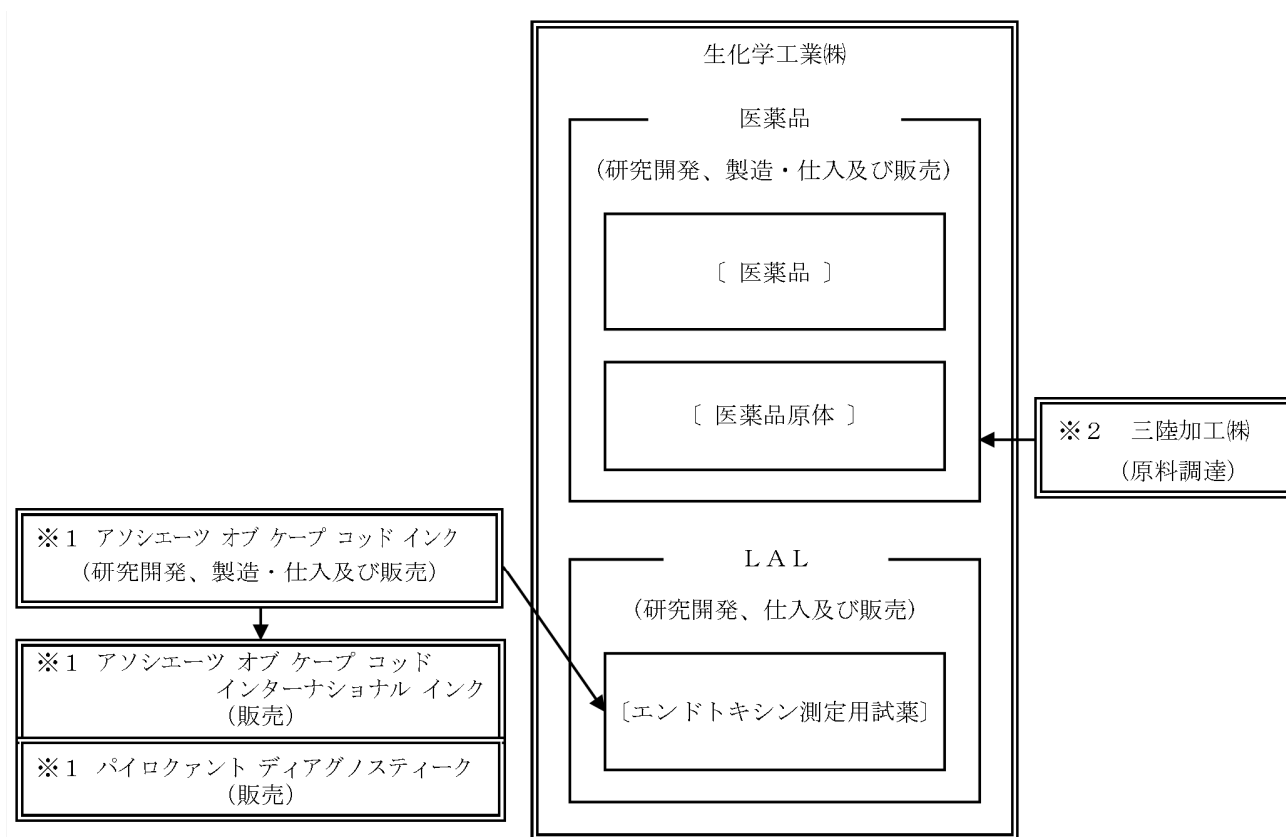 生化学工業㈱
医薬品
(研究開発、製造・仕入及び販売)
〔 医薬品 〕
〔 医薬品原体 〕
※２　三陸加工㈱
(原料調達)
※１ アソシエーツ オブ ケープ コッド インク
(研究開発、製造・仕入及び販売)
※１ アソシエーツ オブ ケープ コッド
インターナショナル インク
(販売)
※１ パイロクァント ディアグノスティーク
(販売)
ＬＡＬ
(研究開発、仕入及び販売)
〔エンドトキシン測定用試薬〕